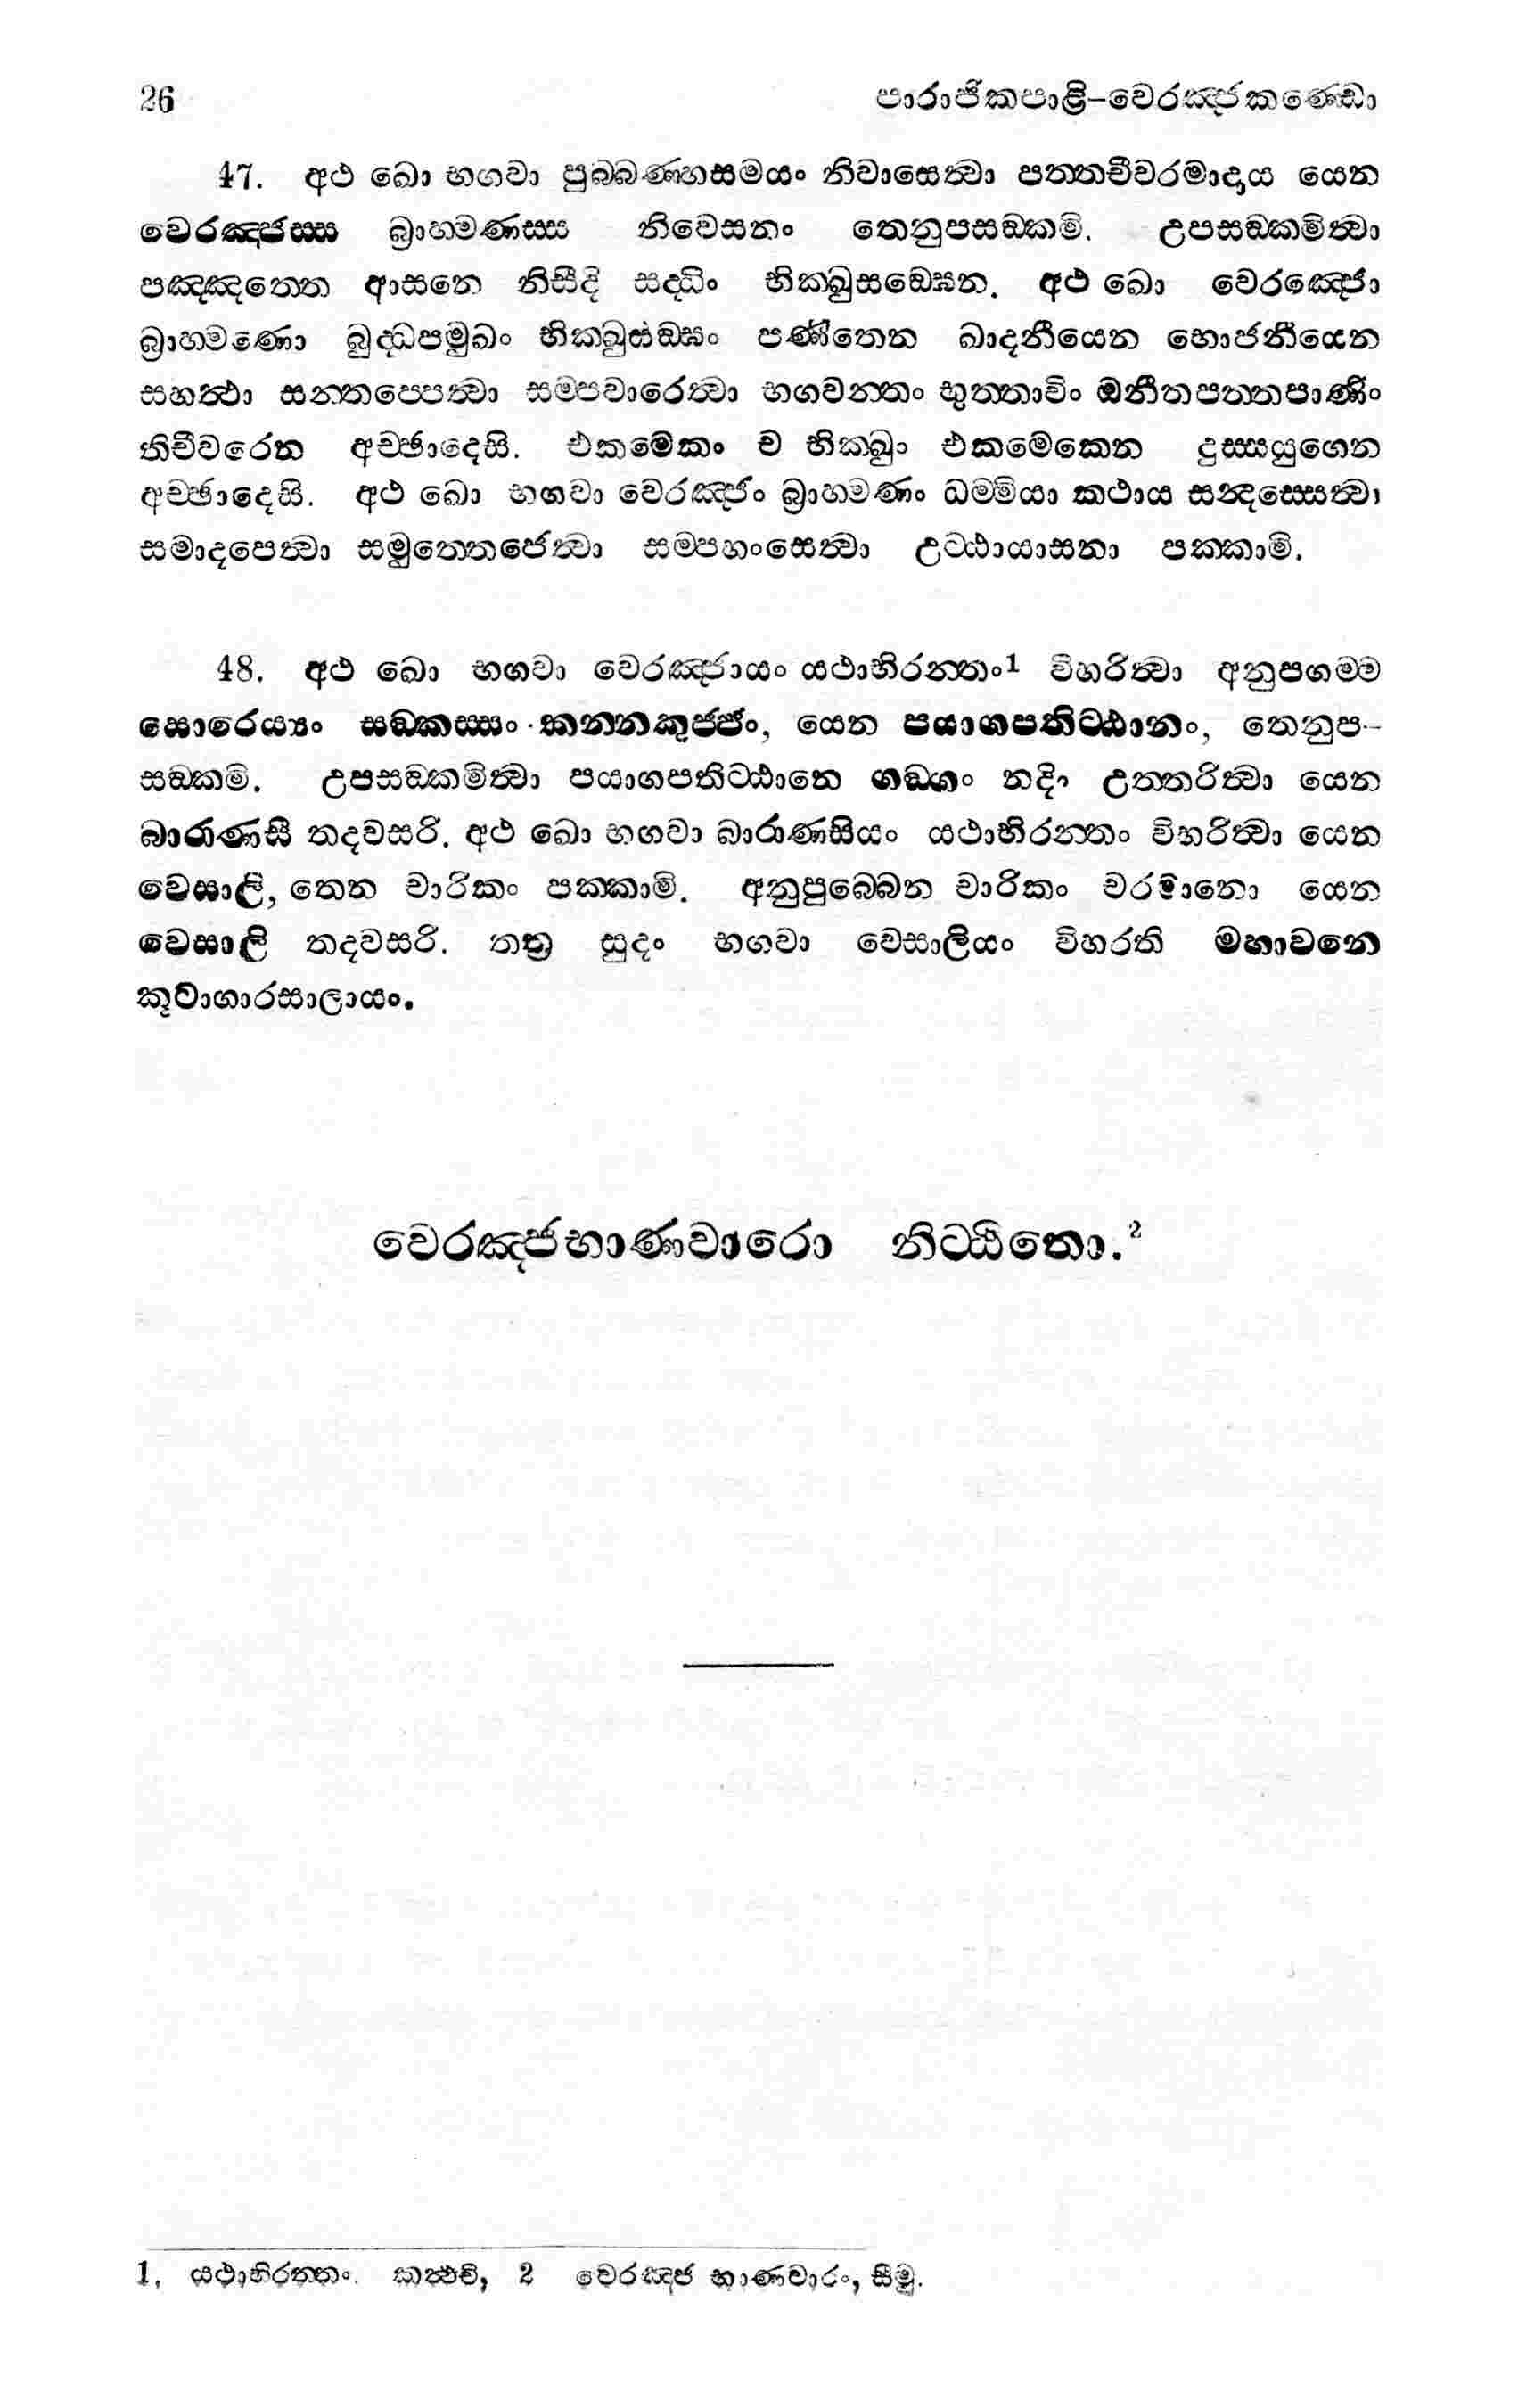 26 පාරාජිකපාළි-වෙරඤ්ජකණ්ඩො
47. අථ ඛො භගවා පුබ්බණ්හසමයං නිවාසෙත්‍වා පත්තචීවරමාදාය යෙන
වෙරඤ්ජස්ස බ්‍රාහ්මණස්ස නිවෙසනං තෙනුපසඞ්කමි. උපසඞ්කමිත්‍වා
පඤ්ඤත්තෙ ආසනෙ නිසීදි සද්ධිං භික්ඛුසඞ්ඝෙන. අථ ඛො වෙරඤ්ජො
බ්‍රාහ්මණො බුද්ධපමුඛං භික්ඛුසඞ්ඝං පණීතෙන ඛාදනීයෙන භොජනීයෙන
සහත්‍ථා සන්තප්පෙත්‍වා සම්පවාරෙත්‍වා භගවන්තං භුත්තාවිං ඔනීතපත්තපාණිං
තිචීවරෙන අච්ඡාදෙසි. එකමෙකං ච භික්ඛුං එකමෙකෙන දුස්සයුගෙන
අච්ඡාදෙසි. අථ ඛො භගවා වෙරඤ්ජං බ්‍රාහ්මණං ධම්මියා කථාය සන්‍දස්සෙත්‍වා
සමාදපෙත්‍වා සමුත්තෙජෙත්‍වා සම්පහංසෙත්‍වා උට්ඨායාසනා පක්කාමි.
48. අථ ඛො භගවා වෙරඤ්ජායං යථාභිරන්තං1 විහරිත්‍වා අනුපගම්ම
සොරෙය්‍යං සඞ්කස්සං කන්නකුජ්ජං, යෙන පයාගපතිට්ඨානං, තෙනුප-
සඞ්කමි. උපසඞ්කමිත්‍වා පයාගපතිට්ඨානෙ ගඞ්ගං නදිං උත්තරිත්‍වා යෙන
බාරාණසී තදවසරි. අථ ඛො භගවා බාරාණසියං යථාභිරන්තං විහරිත්‍වා යෙන
වෙසාලි, තෙන චාරිකං පක්කාමි. අනුපුබ්බෙන චාරිකං චරමානො යෙන
වෙසාලි තදවසරි. තත්‍ර සුදං භගවා වෙසාලියං විහරති මහාවනෙ
කූටාගාරසාලායං.
වෙරඤ්ජභාණවාරො නිට්ඨිතො.2
1. යථාභිරත්තං. කත්‍ථචි, 2 වෙරඤ්ජ භාණවාරං, සීමු.